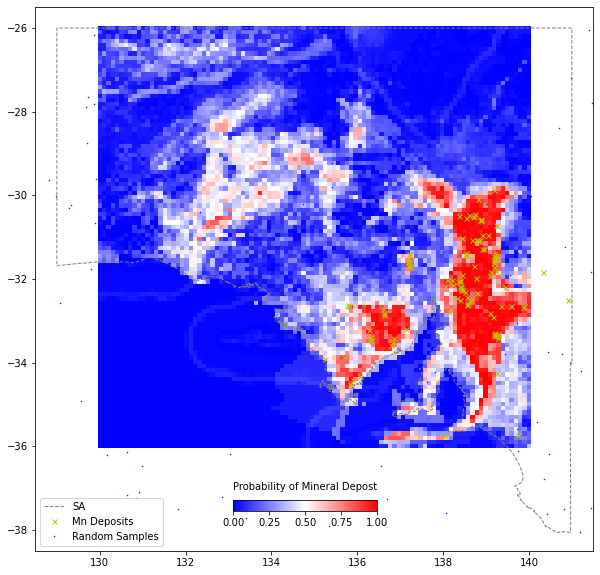 −26
−28
−30
−32
−34
−36
−38
Probability of Mineral Depost
0.00 0.25 0.50 0.75 1.00
SA
Mn Deposits
Random Samples
130 132 134 136 138 140